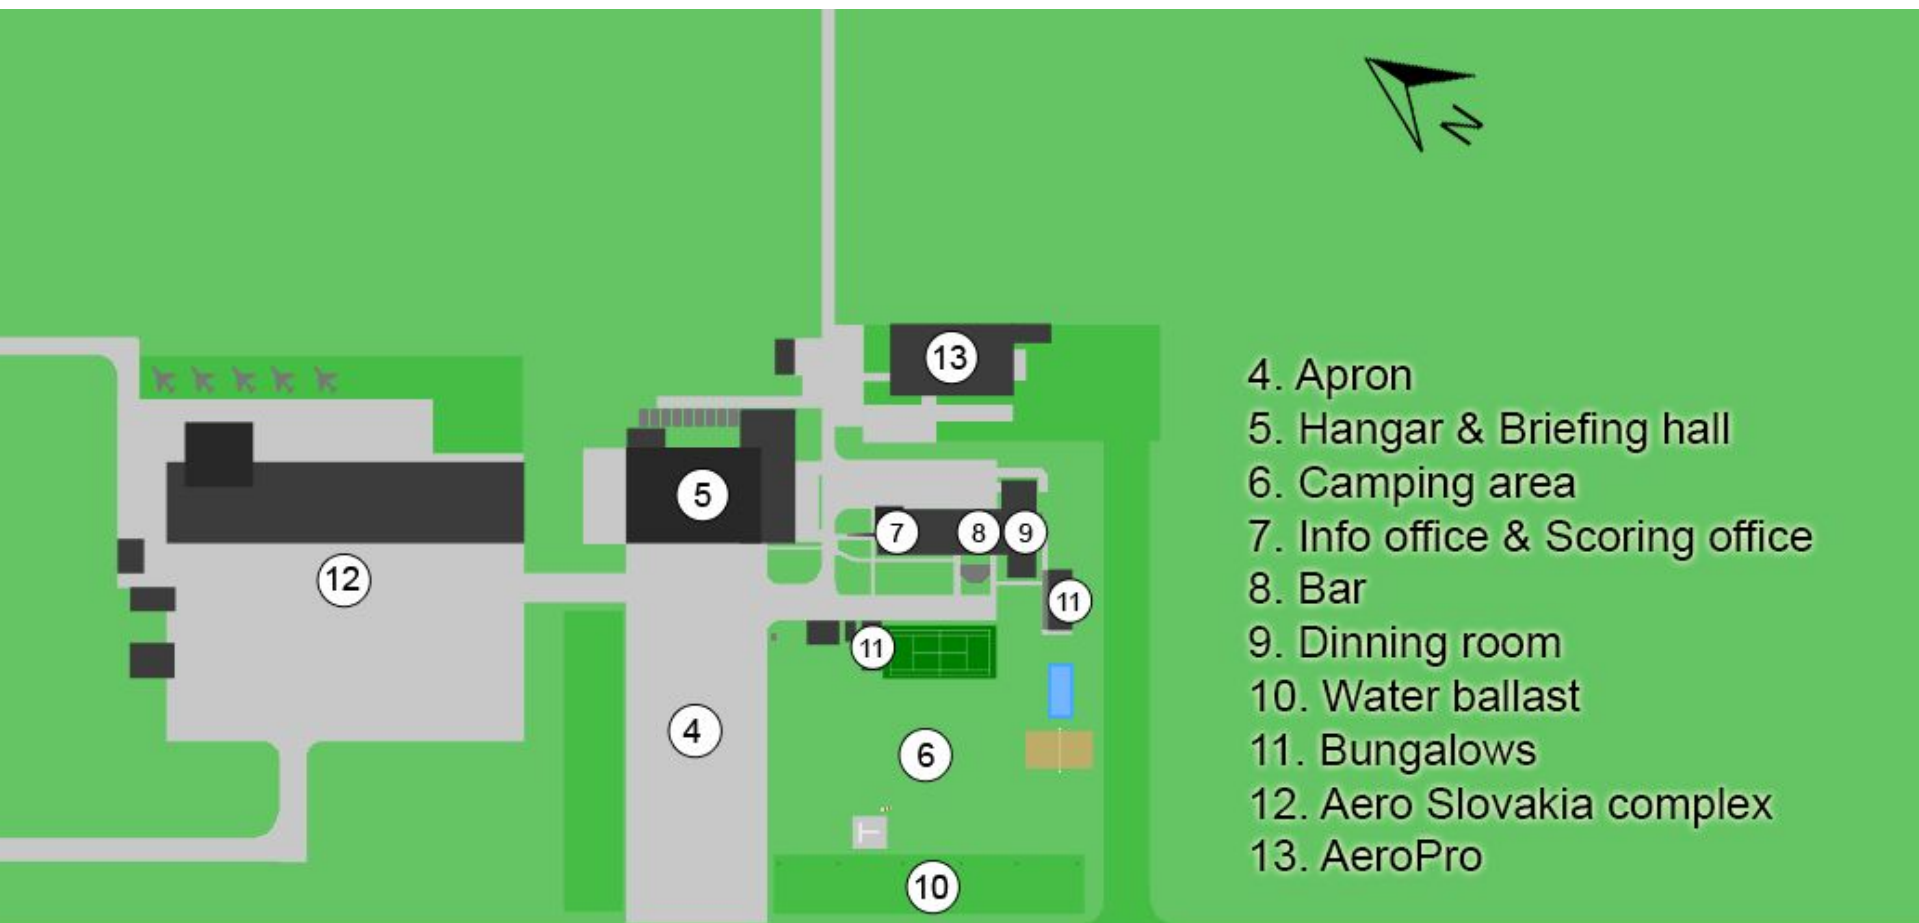 N
13
5
7
8
9
12
11
11
4
6
10
4. Apron
5. Hangar & Briefing hall
6. Camping area
7. Info office & Scoring office
8. Bar
9. Dinning room
10. Water ballast
11. Bungalows
12. Aero Slovakia complex
13. AeroPro